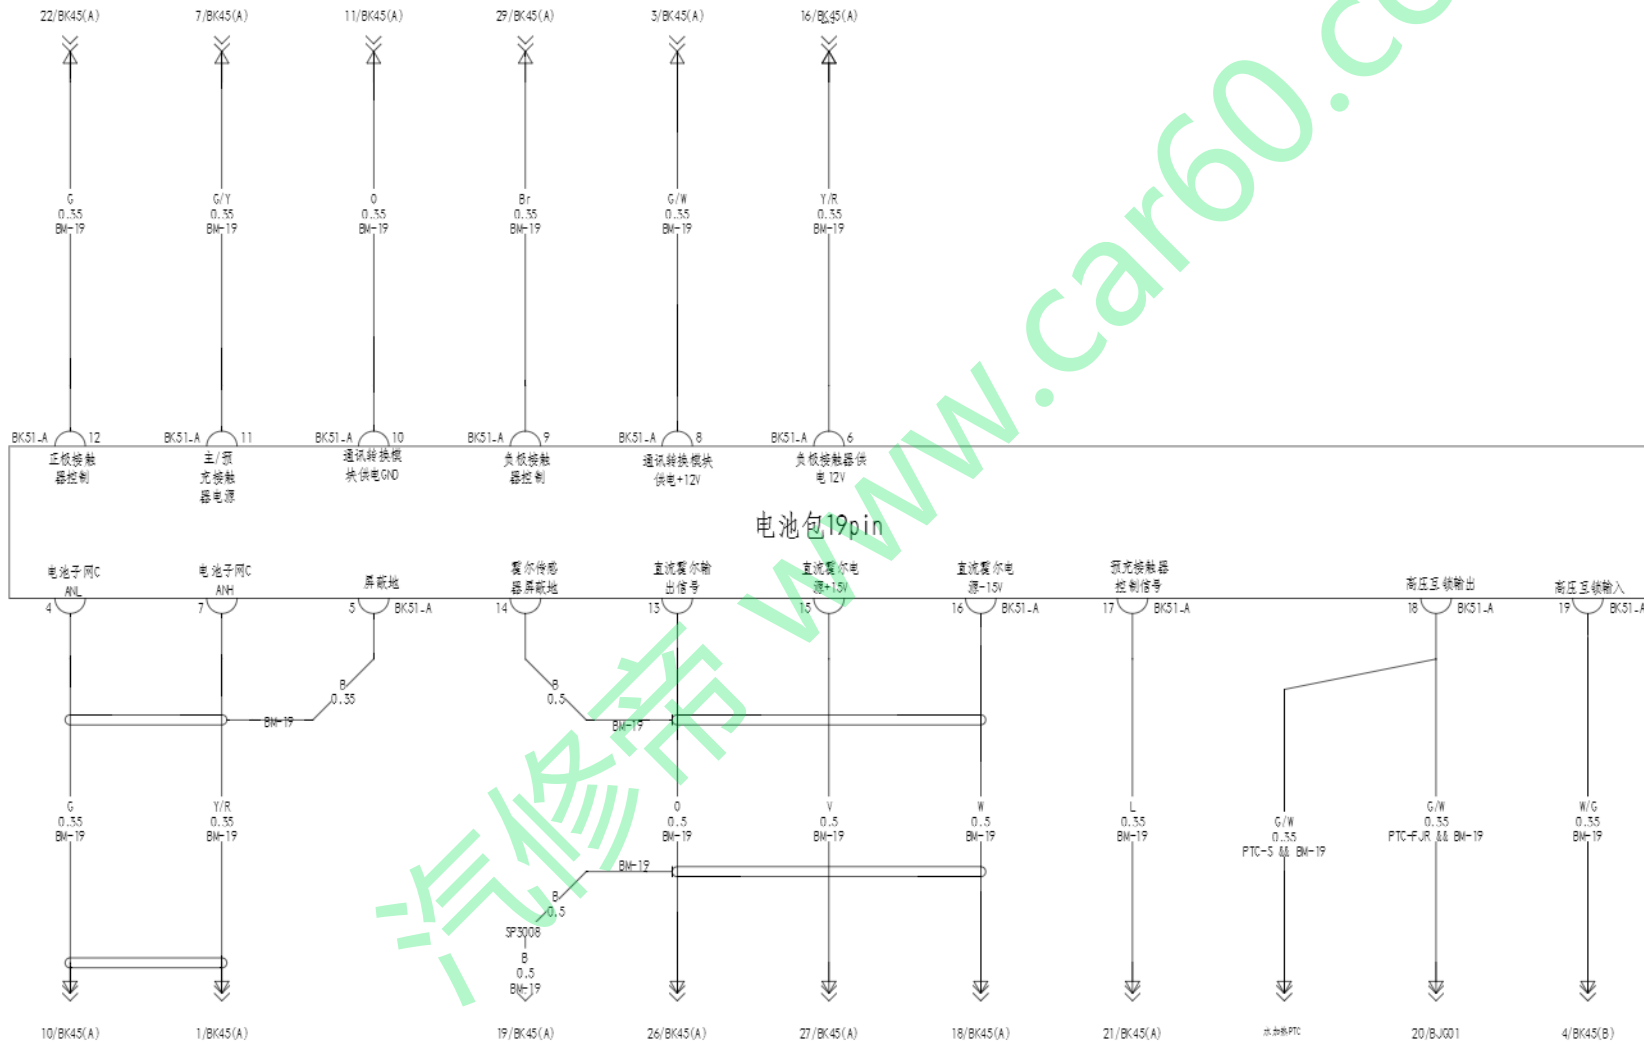 22/BK45(A)
7/BK45(A)
11/BK45(A)
29/BK45(A)
3/BK45(A)
16/BK45(A)
G
0.35
BM-19
G/Y
0.35
BM-19
O
0.35
BM-19
Br
0.35
BM-19
G/W
0.35
BM-19
Y/R
0.35
BM-19
BK51-A 12
BK51-A 11
BK51-A 10
BK51-A 9
BK51-A 8
BK51-A 6
正极接触
器控制
主/预
充接触
器电源
通讯转换模
块供电GND
负极接触
器控制
通讯转换模块
供电+12V
负极接触器供
电12V
电池包19pin
电池子网C
ANL
电池子网C
ANH
屏蔽地
霍尔传感
器屏蔽地
直流霍尔输
出信号
直流霍尔电
源+15V
直流霍尔电
源-15V
预充接触器
控制信号
高压互锁输出
高压互锁输入
4
7
5 BK51-A
14
13
15
16 BK51-A
17 BK51-A
18 BK51-A
19 BK51-A
B
0.35
BM-19
B
0.5
BM-19
G
0.35
BM-19
Y/R
0.35
BM-19
O
0.5
BM-19
V
0.5
BM-19
W
0.5
BM-19
L
0.35
BM-19
G/W
0.35
PTC-S && BM-19
G/W
0.35
PTC-FJR && BM-19
W/G
0.35
BM-19
BM-12
B
0.5
SP3008
B
0.5
BM-19
10/BK45(A)
1/BK45(A)
19/BK45(A)
26/BK45(A)
27/BK45(A)
18/BK45(A)
21/BK45(A)
水加热PTC
20/BJG01
4/BK45(B)
汽修帝 www.car60.co